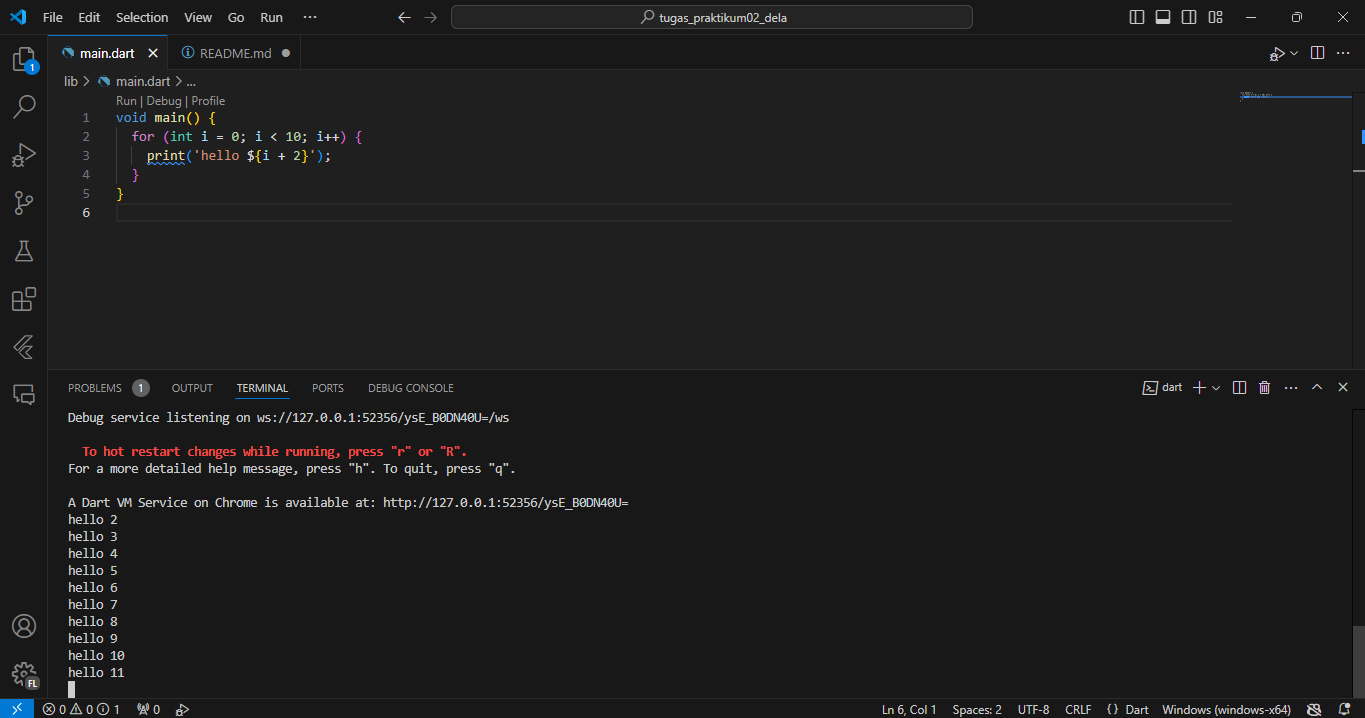 File Edit Selection View Go Run ··· tugas_praktikum02_dela
main.dart README.md
lib > main.dart > ...
Run | Debug | Profile
1 void main() {
2 for (int i = 0; i < 10; i++) {
3 print('hello ${i + 2}');
4 }
5 }
6
1
PROBLEMS 1 OUTPUT TERMINAL PORTS DEBUG CONSOLE dart
Debug service listening on ws://127.0.0.1:52356/ysE_B0DN40U=/ws
To hot restart changes while running, press "r" or "R".
For a more detailed help message, press "h". To quit, press "q".
A Dart VM Service on Chrome is available at: http://127.0.0.1:52356/ysE_B0DN40U=
hello 2
hello 3
hello 4
hello 5
hello 6
hello 7
hello 8
hello 9
hello 10
hello 11
FL
0 0 1 0 Ln 6, Col 1 Spaces: 2 UTF-8 CRLF {} Dart Windows (windows-x64)